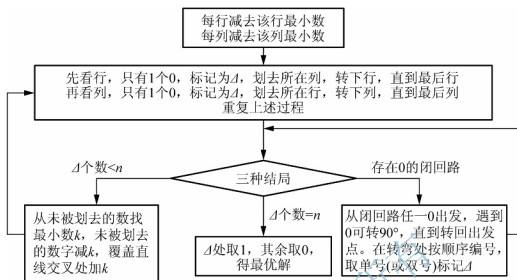 每行减去该行最小数
每列减去该列最小数
先看行，只有1个0，标记为Δ，划去所在列，转下行，直到最后行
再看列，只有1个0，标记为Δ，划去所在行，转下列，直到最后列
重复上述过程
Δ个数<n
三种结局
存在0的闭回路
Δ个数=n
从未被划去的数找
最小数k，未被划去
的数字减k，覆盖直
线交叉处加k
Δ处取1，其余取0，
得最优解
从闭回路任一0出发，遇到
0可转90°，直到转回出发
点。在转弯处按顺序编号，
取单号(或双号)标记Δ